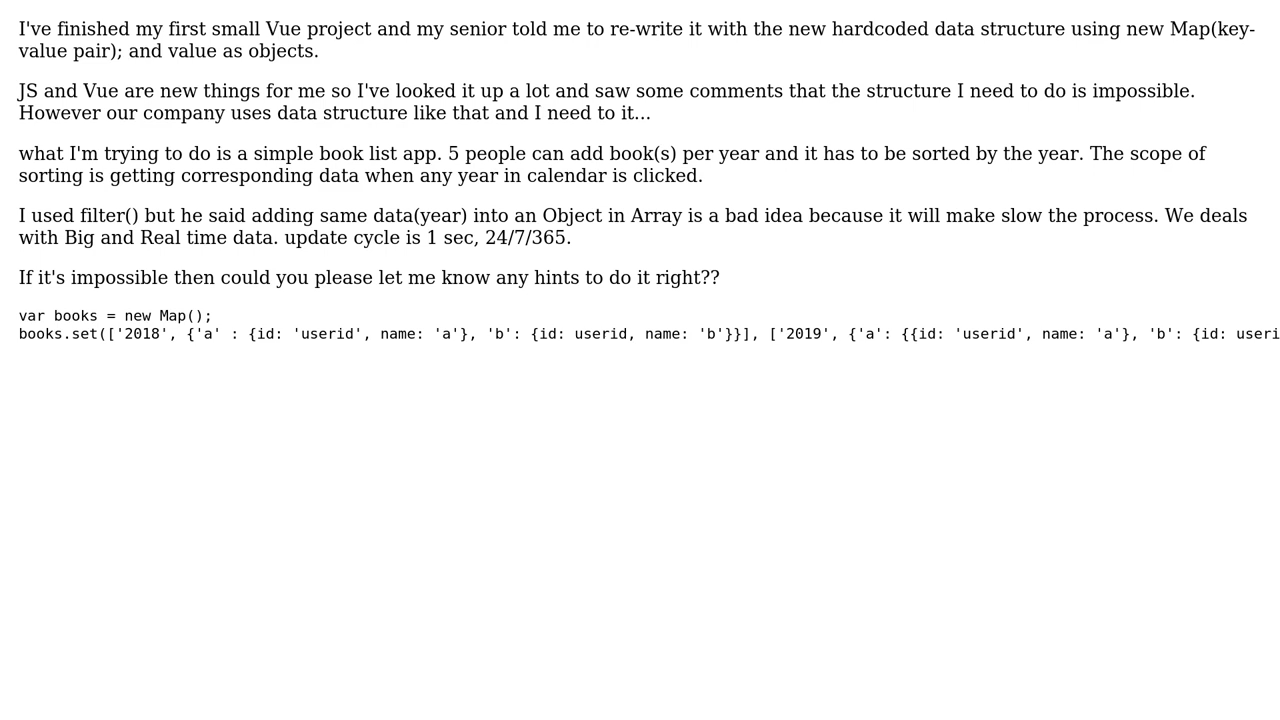 I've finished my first small Vue project and my senior told me to re-write it with the new hardcoded data structure using new Map(key-
value pair); and value as objects.
JS and Vue are new things for me so I've looked it up a lot and saw some comments that the structure I need to do is impossible.
However our company uses data structure like that and I need to it...
what I'm trying to do is a simple book list app. 5 people can add book(s) per year and it has to be sorted by the year. The scope of
sorting is getting corresponding data when any year in calendar is clicked.
I used filter() but he said adding same data(year) into an Object in Array is a bad idea because it will make slow the process. We deals
with Big and Real time data. update cycle is 1 sec, 24/7/365.
If it's impossible then could you please let me know any hints to do it right??
var books = new Map();
books.set(['2018', {'a' : {id: 'userid', name: 'a'}, 'b': {id: userid, name: 'b'}}], ['2019', {'a': {{id: 'userid', name: 'a'}, 'b': {id: useri